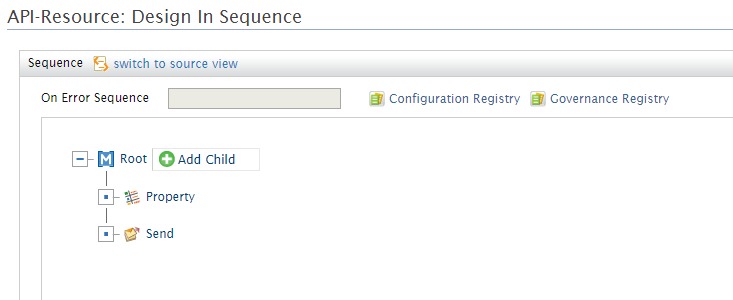 API-Resource: Design In Sequence
Sequence switch to source view
On Error Sequence Configuration Registry Governance Registry
Root Add Child
Property
Send